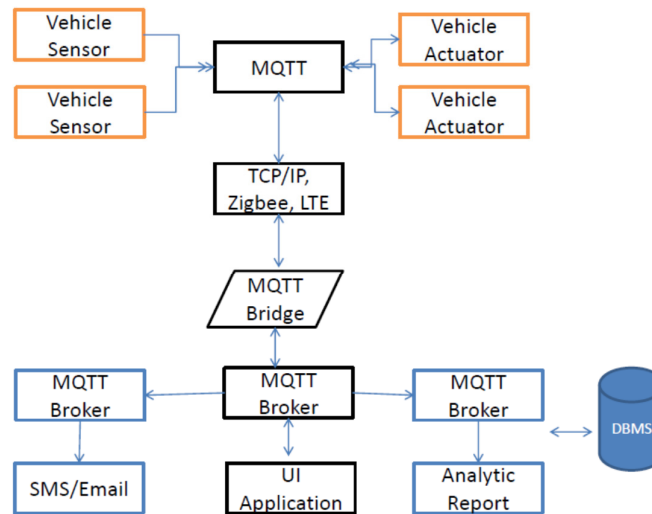 Vehicle
Sensor
MQTT
Vehicle
Actuator
Vehicle
Sensor
Vehicle
Actuator
TCP/IP,
Zigbee, LTE
MQTT
Bridge
MQTT
Broker
MQTT
Broker
MQTT
Broker
DBMS
SMS/Email
UI
Application
Analytic
Report